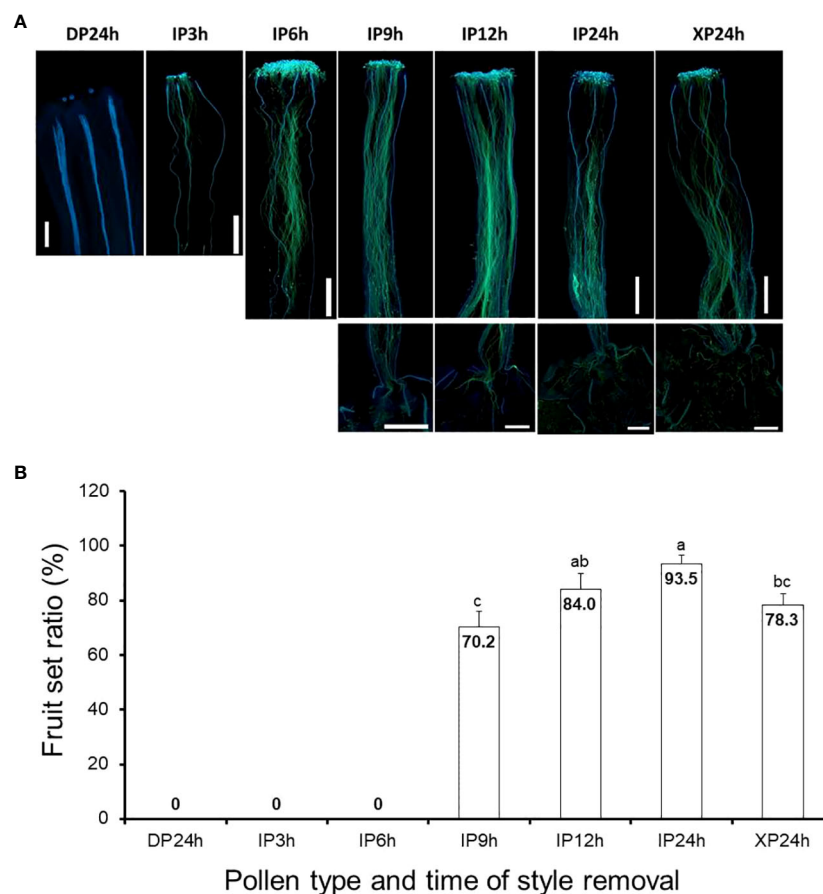 A
DP24h IP3h IP6h IP9h IP12h IP24h XP24h
B
Fruit set ratio (%)
120
100
80
60
40
20
0
0 0 0
c
70.2
ab
84.0
a
93.5
bc
78.3
DP24h IP3h IP6h IP9h IP12h IP24h XP24h
Pollen type and time of style removal